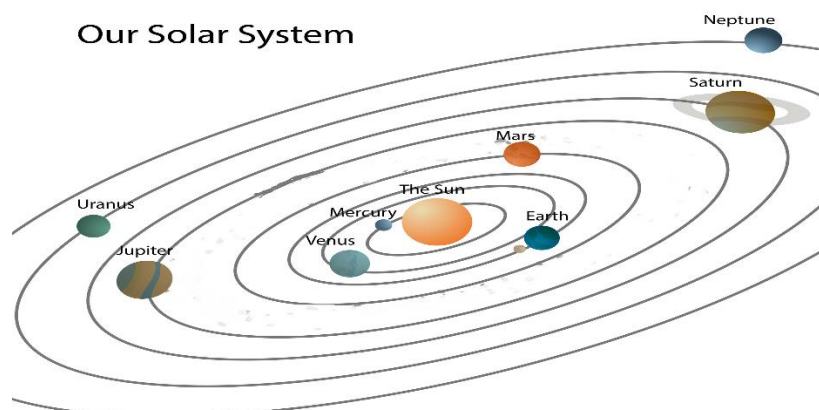 Our Solar System
Neptune
Saturn
Mars
The Sun
Uranus
Mercury
Earth
Venus
Jupiter